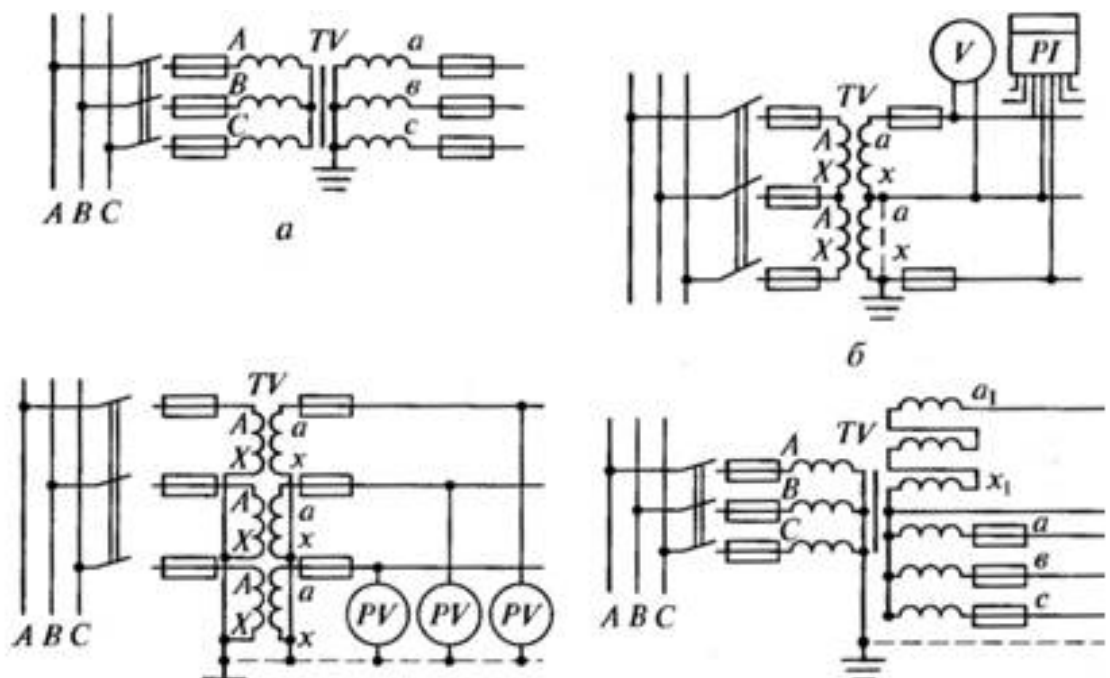 A TV a
B в
C c
A B C
а
V PI
TV
A a
X x
A a
X x
б
TV
A a
X x
A a
X x
A a
X x
PV PV PV
A B C
a₁
TV
A
B x₁
C a
в
c
A B C